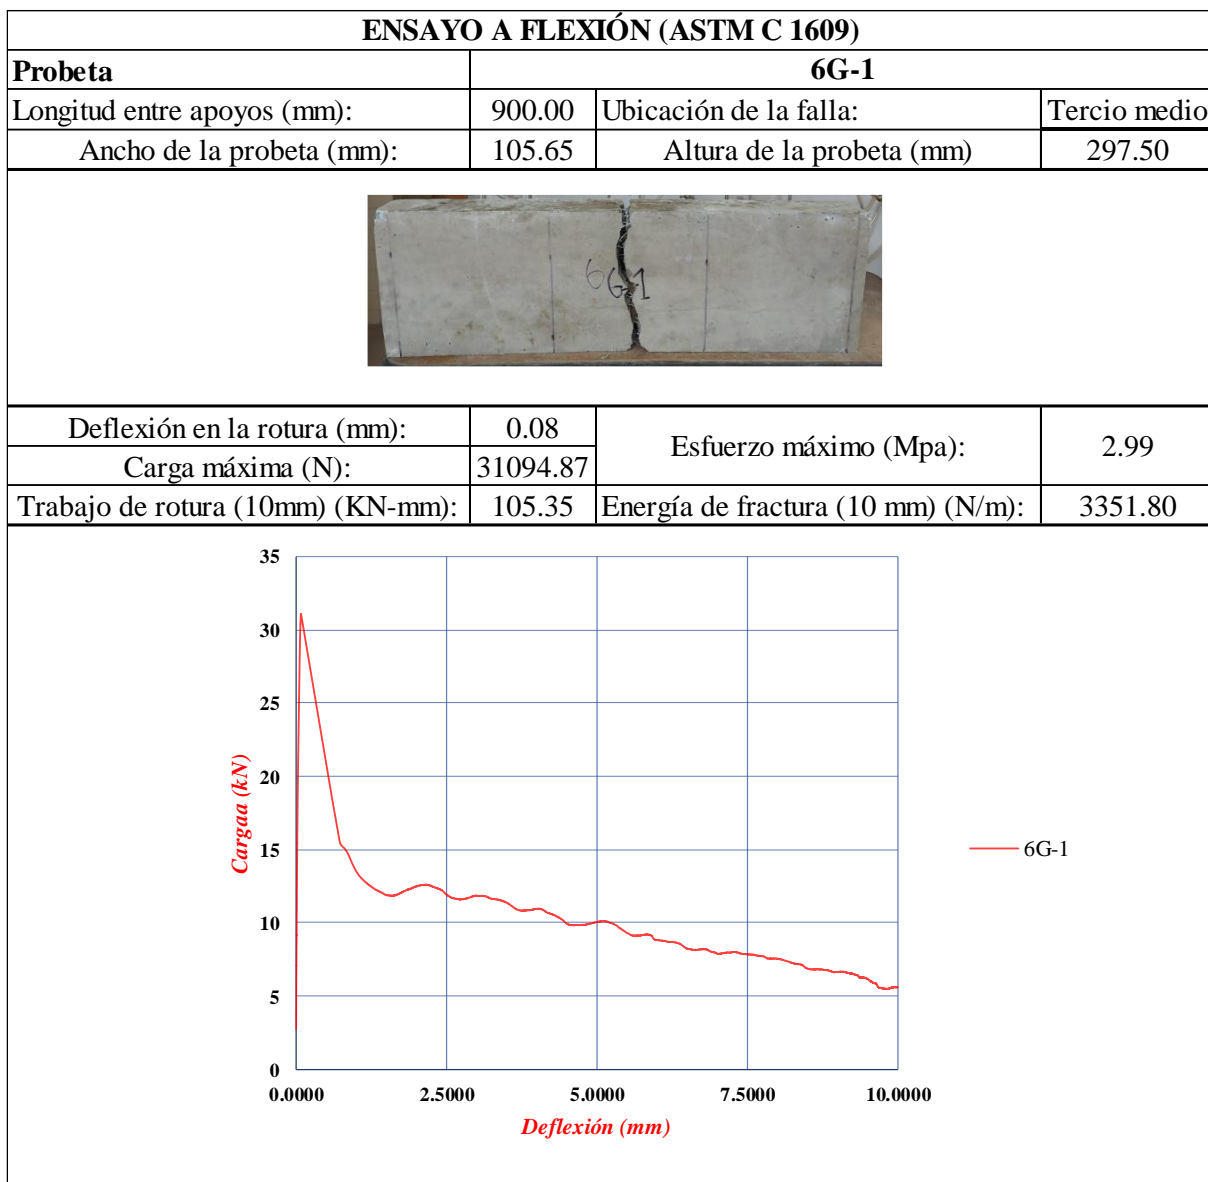 ENSAYO A FLEXIÓN (ASTM C 1609)
Probeta 6G-1
Longitud entre apoyos (mm): 900.00 Ubicación de la falla: Tercio medio
Ancho de la probeta (mm): 105.65 Altura de la probeta (mm) 297.50
6G-1
Deflexión en la rotura (mm): 0.08
Esfuerzo máximo (Mpa): 2.99
Carga máxima (N): 31094.87
Trabajo de rotura (10mm) (KN-mm): 105.35 Energía de fractura (10 mm) (N/m): 3351.80
35
30
25
20
15
10
5
0
Cargaa (kN)
0.0000 2.5000 5.0000 7.5000 10.0000
Deflexión (mm)
6G-1